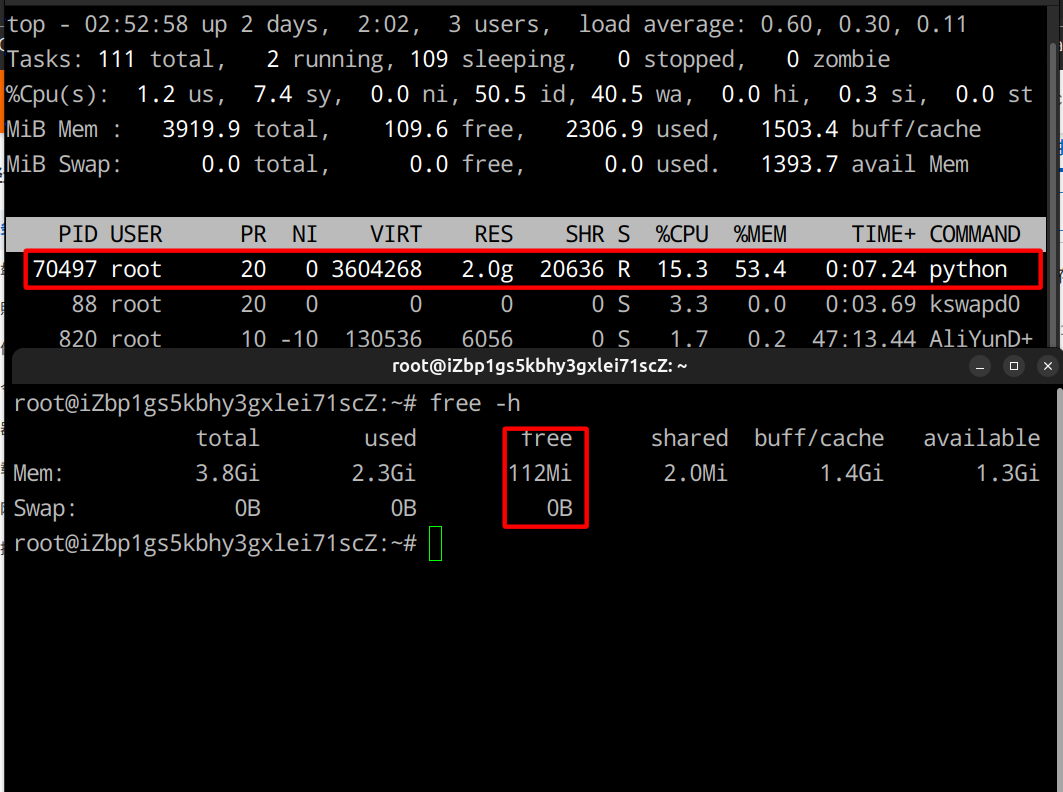 top - 02:52:58 up 2 days,  2:02,  3 users,  load average: 0.60, 0.30, 0.11
Tasks: 111 total,   2 running, 109 sleeping,   0 stopped,   0 zombie
%Cpu(s):  1.2 us,  7.4 sy,  0.0 ni, 50.5 id, 40.5 wa,  0.0 hi,  0.3 si,  0.0 st
MiB Mem :   3919.9 total,    109.6 free,   2306.9 used,   1503.4 buff/cache
MiB Swap:      0.0 total,      0.0 free,      0.0 used.   1393.7 avail Mem
PID USER      PR  NI    VIRT    RES    SHR S  %CPU  %MEM     TIME+ COMMAND
70497 root      20   0 3604268   2.0g  20636 R  15.3  53.4   0:07.24 python
88 root      20   0       0      0      0 S   3.3   0.0   0:03.69 kswapd0
820 root      10 -10  130536   6056      0 S   1.7   0.2  47:13.44 AliYunD+
root@iZbp1gs5kbhy3gxlei71scZ: ~
root@iZbp1gs5kbhy3gxlei71scZ:~# free -h
total        used        free      shared  buff/cache   available
Mem:          3.8Gi       2.3Gi       112Mi       2.0Mi       1.4Gi       1.3Gi
Swap:            0B          0B          0B
root@iZbp1gs5kbhy3gxlei71scZ:~#